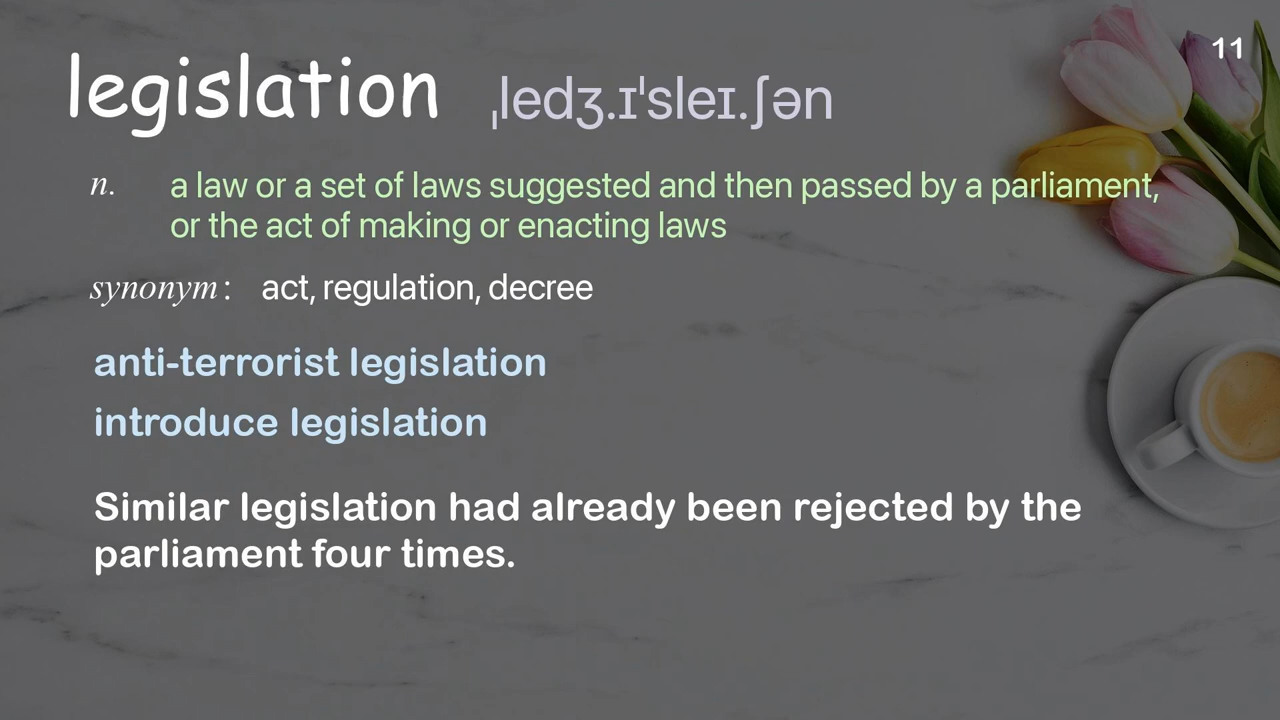 11
legislation ˌledʒ.ɪˈsleɪ.ʃən
n. a law or a set of laws suggested and then passed by a parliament,
or the act of making or enacting laws
synonym: act, regulation, decree
anti-terrorist legislation
introduce legislation
Similar legislation had already been rejected by the
parliament four times.